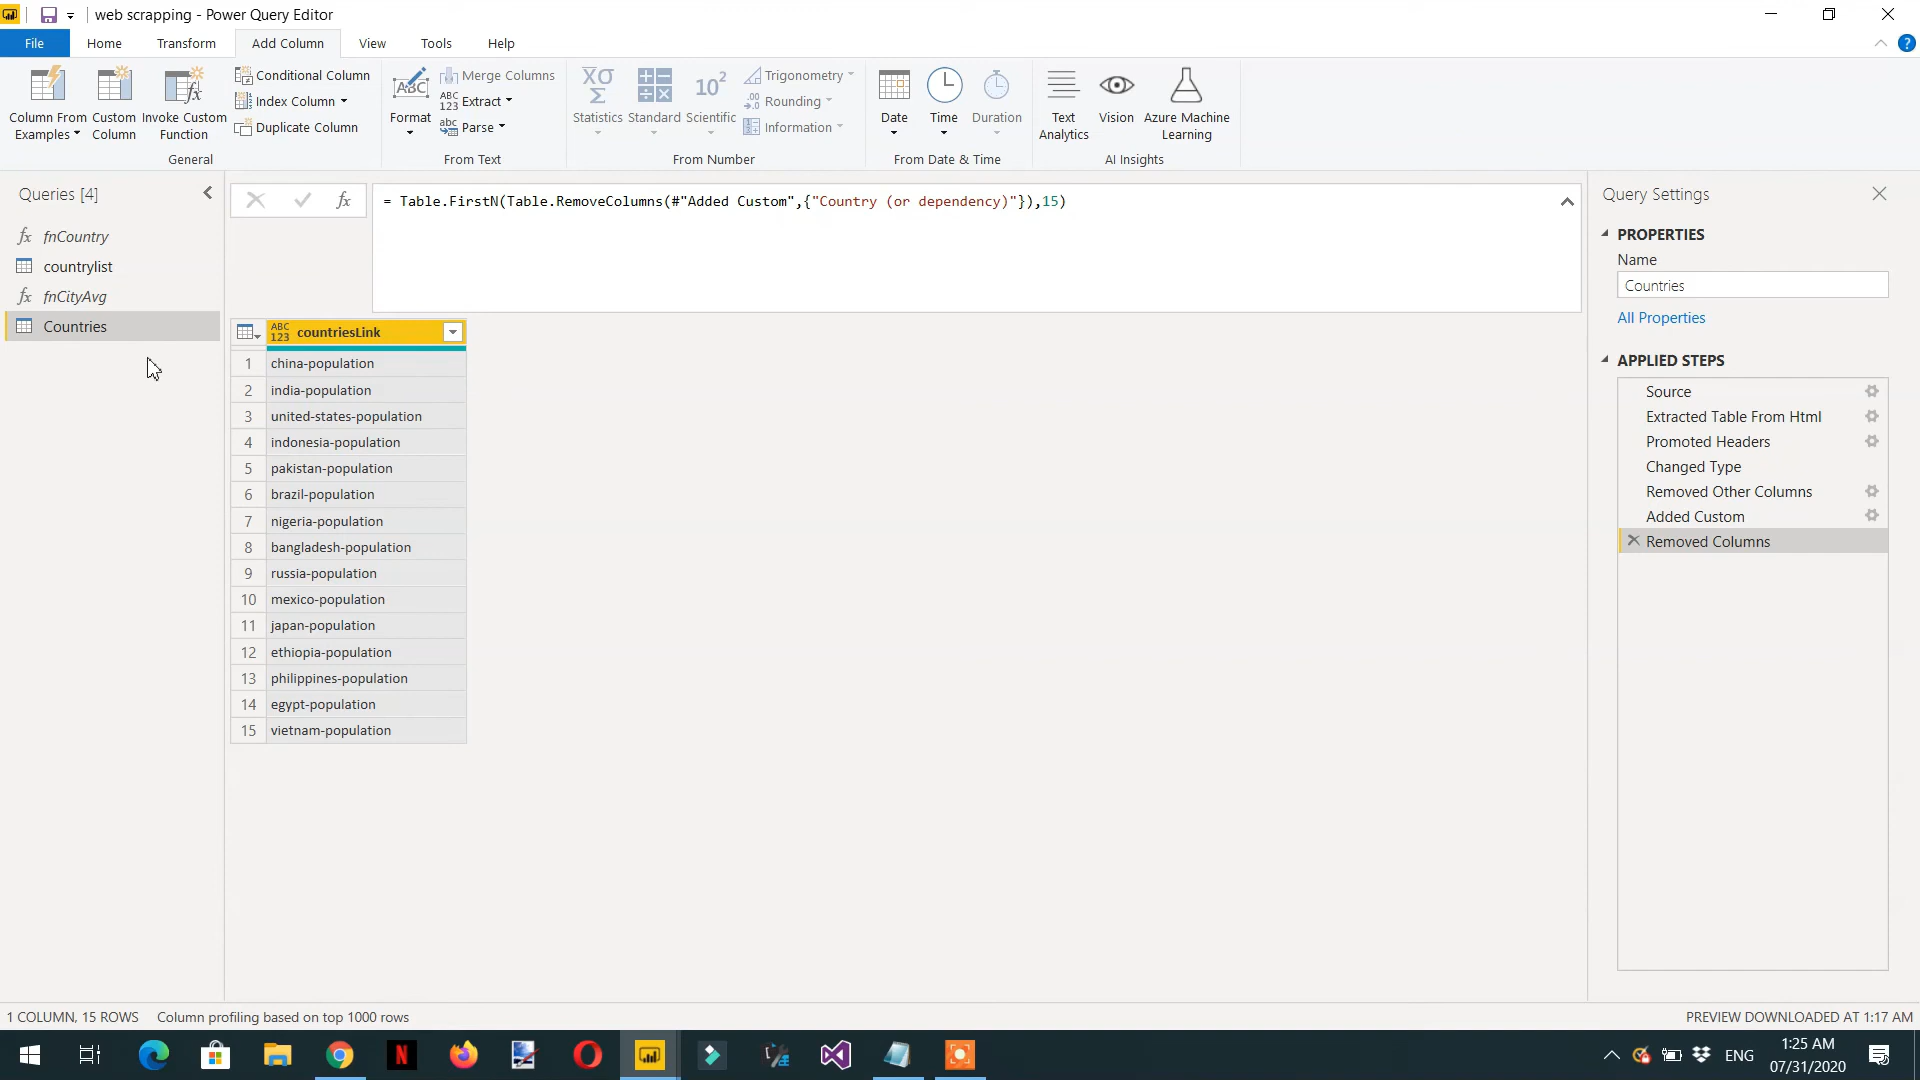 web scrapping - Power Query Editor
File Home Transform Add Column View Tools Help
Column From Examples
Custom Column
Invoke Custom Function
Conditional Column
Index Column
Duplicate Column
General
Format
Merge Columns
Extract
Parse
From Text
Statistics
Standard
Scientific
Trigonometry
Rounding
Information
From Number
Date
Time
Duration
From Date & Time
Text Analytics
Vision
Azure Machine Learning
AI Insights
Queries [4]
fnCountry
countrylist
fnCityAvg
Countries
= Table.FirstN(Table.RemoveColumns(#"Added Custom",{"Country (or dependency)"}),15)
ABC 123 countriesLink
1 china-population
2 india-population
3 united-states-population
4 indonesia-population
5 pakistan-population
6 brazil-population
7 nigeria-population
8 bangladesh-population
9 russia-population
10 mexico-population
11 japan-population
12 ethiopia-population
13 philippines-population
14 egypt-population
15 vietnam-population
Query Settings
PROPERTIES
Name
Countries
All Properties
APPLIED STEPS
Source
Extracted Table From Html
Promoted Headers
Changed Type
Removed Other Columns
Added Custom
Removed Columns
1 COLUMN, 15 ROWS Column profiling based on top 1000 rows
PREVIEW DOWNLOADED AT 1:17 AM
ENG
1:25 AM
07/31/2020